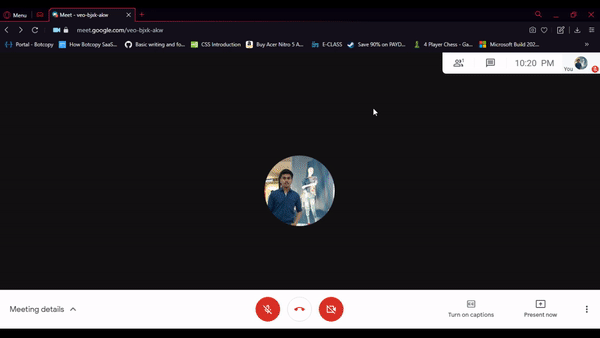 Menu
Meet - veo-bjxk-akw
meet.google.com/veo-bjxk-akw
Portal - Botcopy
How Botcopy SaaS...
Basic writing and fo...
CSS Introduction
Buy Acer Nitro 5 A...
E-CLASS
Save 90% on PAYD...
4 Player Chess - Ga...
Microsoft Build 202...
10:20 PM
You
Meeting details
Turn on captions
Present now